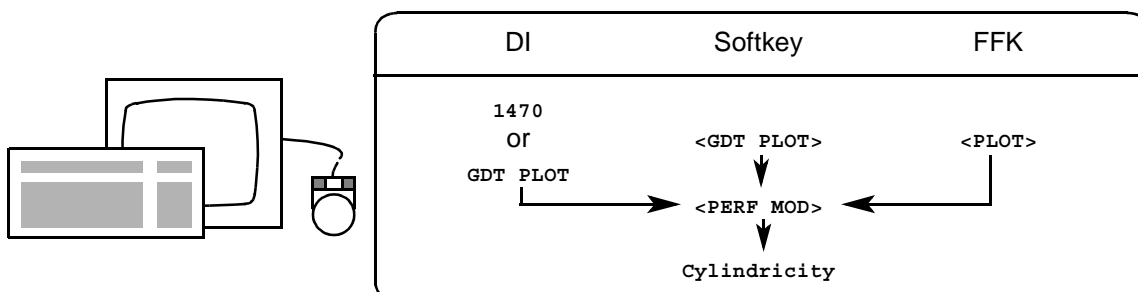 DI Softkey FFK
1470
or
GDT PLOT
<GDT PLOT>
<PLOT>
<PERF MOD>
Cylindricity